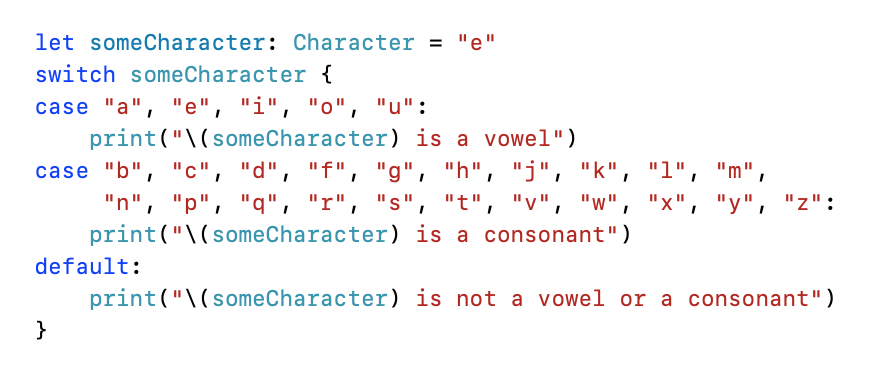 let someCharacter: Character = "e"
switch someCharacter {
case "a", "e", "i", "o", "u":
    print("\(someCharacter) is a vowel")
case "b", "c", "d", "f", "g", "h", "j", "k", "l", "m",
     "n", "p", "q", "r", "s", "t", "v", "w", "x", "y", "z":
    print("\(someCharacter) is a consonant")
default:
    print("\(someCharacter) is not a vowel or a consonant")
}